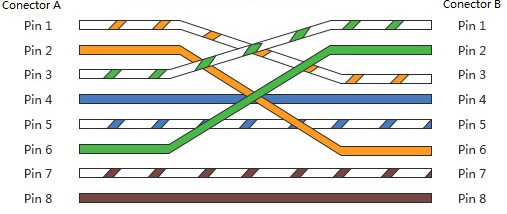 Conector A Conector B
Pin 1 Pin 1
Pin 2 Pin 2
Pin 3 Pin 3
Pin 4 Pin 4
Pin 5 Pin 5
Pin 6 Pin 6
Pin 7 Pin 7
Pin 8 Pin 8